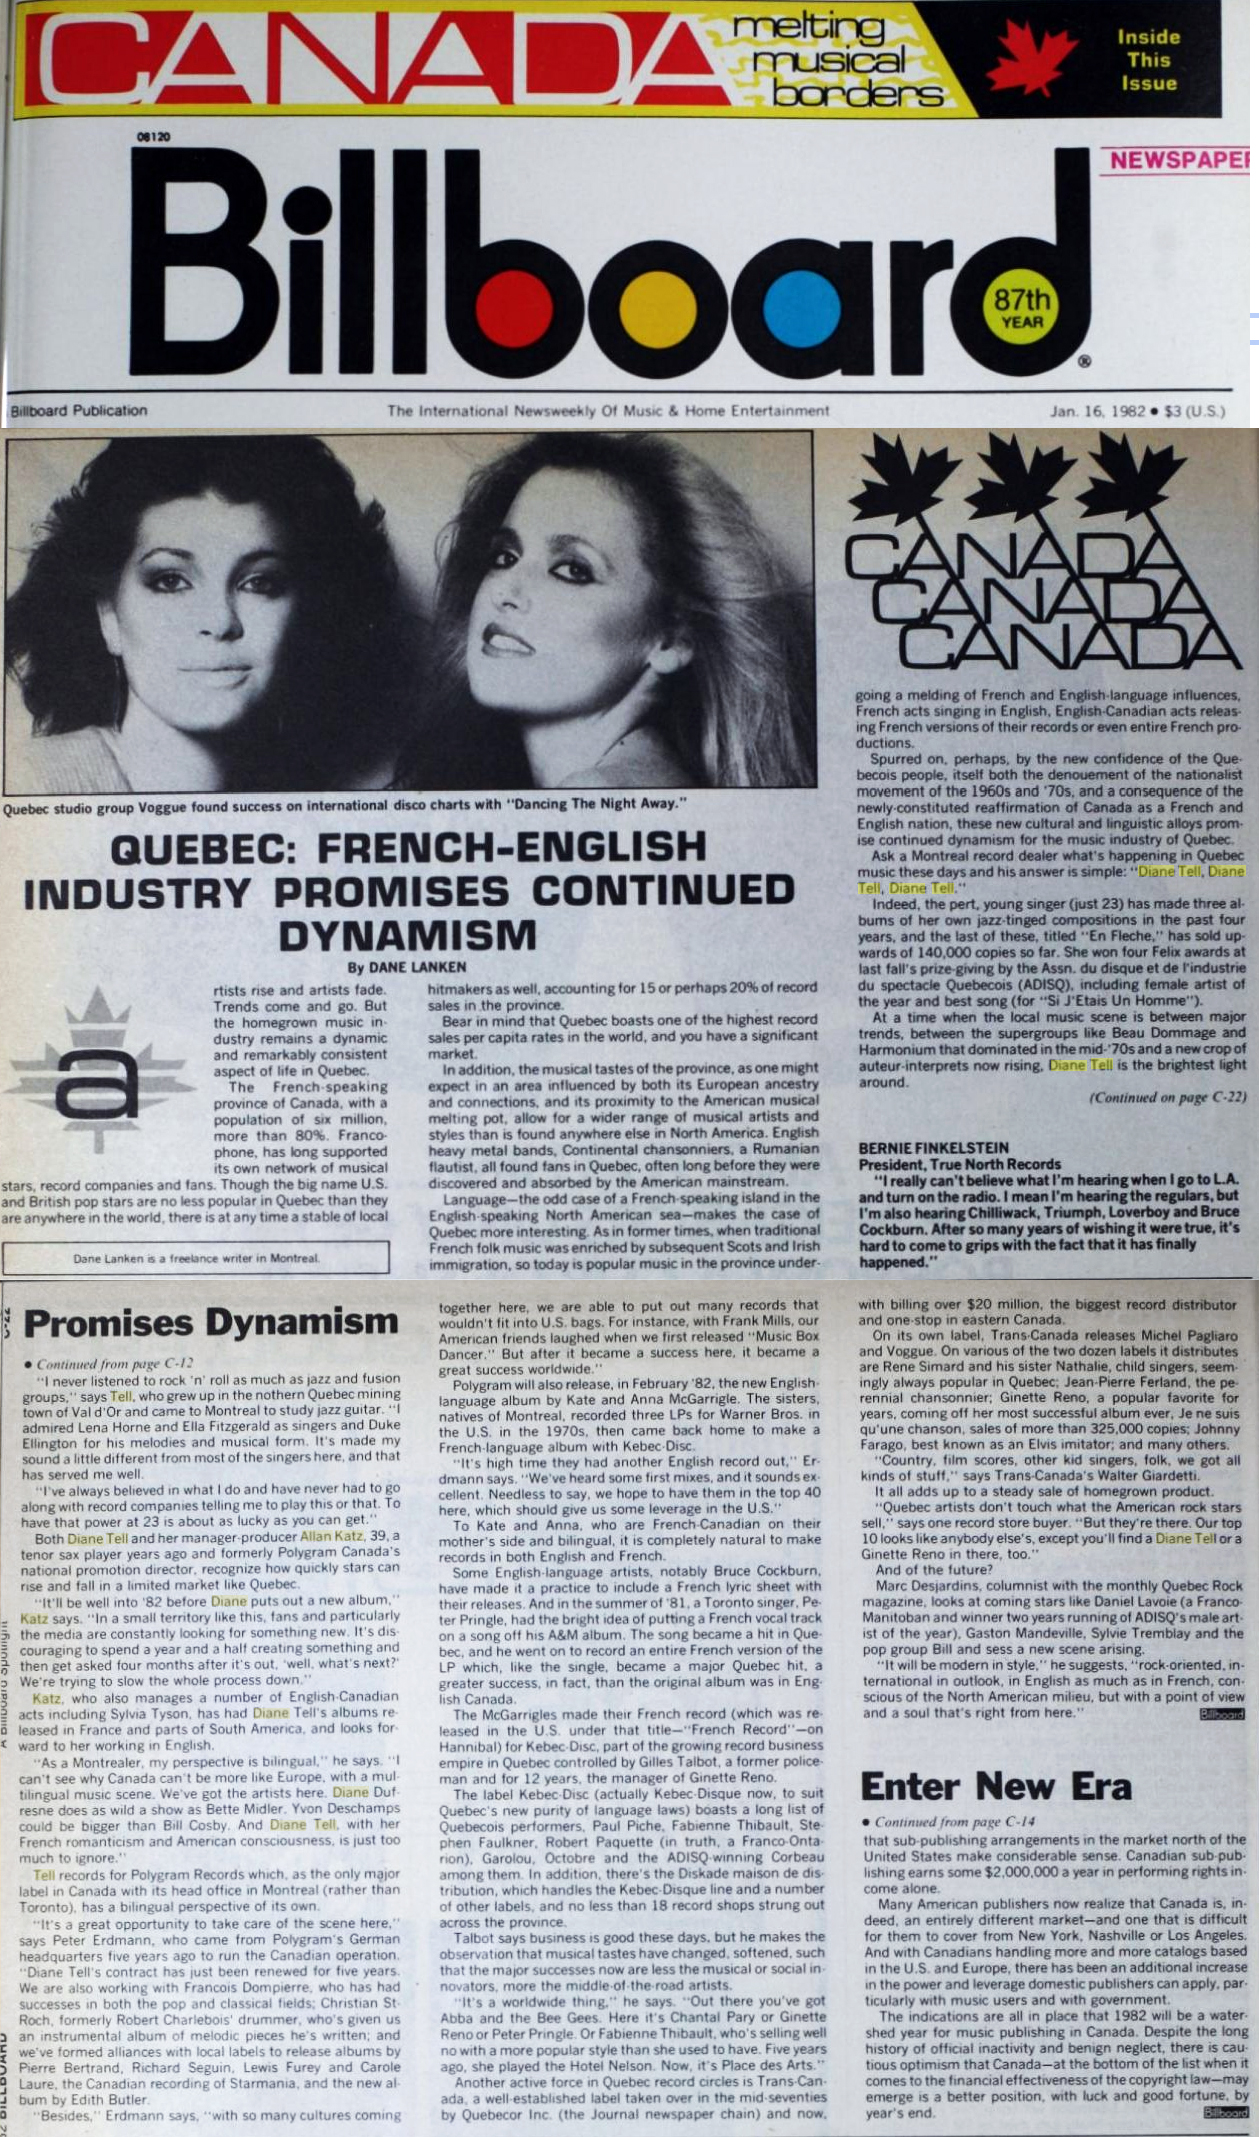 CANADA
melting
musical
borders
Inside
This
Issue
08120
NEWSPAPER
Billboard
87th
YEAR
®
Billboard Publication
The International Newsweekly Of Music & Home Entertainment
Jan. 16, 1982 • $3 (U.S.)
Quebec studio group Voggue found success on international disco charts with "Dancing The Night Away."
QUEBEC: FRENCH-ENGLISH
INDUSTRY PROMISES CONTINUED
DYNAMISM
By DANE LANKEN
a
rtists rise and artists fade.
Trends come and go. But
the homegrown music in-
dustry remains a dynamic
and remarkably consistent
aspect of life in Quebec.
The French-speaking
province of Canada, with a
population of six million,
more than 80%. Franco-
phone, has long supported
its own network of musical
stars, record companies and fans. Though the big name U.S.
and British pop stars are no less popular in Quebec than they
are anywhere in the world, there is at any time a stable of local
Dane Lanken is a freelance writer in Montreal.
hitmakers as well, accounting for 15 or perhaps 20% of record
sales in the province.
Bear in mind that Quebec boasts one of the highest record
sales per capita rates in the world, and you have a significant
market.
In addition, the musical tastes of the province, as one might
expect in an area influenced by both its European ancestry
and connections, and its proximity to the American musical
melting pot, allow for a wider range of musical artists and
styles than is found anywhere else in North America. English
heavy metal bands, Continental chansonniers, a Rumanian
flautist, all found fans in Quebec, often long before they were
discovered and absorbed by the American mainstream.
Language—the odd case of a French-speaking island in the
English-speaking North American sea—makes the case of
Quebec more interesting. As in former times, when traditional
French folk music was enriched by subsequent Scots and Irish
immigration, so today is popular music in the province under-
CANADA
CANADA
CANADA
going a melding of French and English-language influences,
French acts singing in English, English-Canadian acts releas-
ing French versions of their records or even entire French pro-
ductions.
Spurred on, perhaps, by the new confidence of the Que-
becois people, itself both the denouement of the nationalist
movement of the 1960s and '70s, and a consequence of the
newly-constituted reaffirmation of Canada as a French and
English nation, these new cultural and linguistic alloys prom-
ise continued dynamism for the music industry of Quebec.
Ask a Montreal record dealer what's happening in Quebec
music these days and his answer is simple: "Diane Tell, Diane
Tell, Diane Tell."
Indeed, the pert, young singer (just 23) has made three al-
bums of her own jazz-tinged compositions in the past four
years, and the last of these, titled "En Fleche," has sold up-
wards of 140,000 copies so far. She won four Felix awards at
last fall's prize-giving by the Assn. du disque et de l'industrie
du spectacle Quebecois (ADISQ), including female artist of
the year and best song (for "Si J'Etais Un Homme").
At a time when the local music scene is between major
trends, between the supergroups like Beau Dommage and
Harmonium that dominated in the mid-'70s and a new crop of
auteur-interprets now rising, Diane Tell is the brightest light
around.
(Continued on page C-22)
BERNIE FINKELSTEIN
President, True North Records
"I really can't believe what I'm hearing when I go to L.A.
and turn on the radio. I mean I'm hearing the regulars, but
I'm also hearing Chilliwack, Triumph, Loverboy and Bruce
Cockburn. After so many years of wishing it were true, it's
hard to come to grips with the fact that it has finally
happened."
Promises Dynamism
• Continued from page C-12
"I never listened to rock 'n' roll as much as jazz and fusion
groups," says Tell, who grew up in the nothern Quebec mining
town of Val d'Or and came to Montreal to study jazz guitar. "I
admired Lena Horne and Ella Fitzgerald as singers and Duke
Ellington for his melodies and musical form. It's made my
sound a little different from most of the singers here, and that
has served me well.
"I've always believed in what I do and have never had to go
along with record companies telling me to play this or that. To
have that power at 23 is about as lucky as you can get."
Both Diane Tell and her manager-producer Allan Katz, 39, a
tenor sax player years ago and formerly Polygram Canada's
national promotion director, recognize how quickly stars can
rise and fall in a limited market like Quebec.
"It'll be well into '82 before Diane puts out a new album,"
Katz says. "In a small territory like this, fans and particularly
the media are constantly looking for something new. It's dis-
couraging to spend a year and a half creating something and
then get asked four months after it's out, 'well, what's next?'
We're trying to slow the whole process down."
Katz, who also manages a number of English-Canadian
acts including Sylvia Tyson, has had Diane Tell's albums re-
leased in France and parts of South America, and looks for-
ward to her working in English.
"As a Montrealer, my perspective is bilingual," he says. "I
can't see why Canada can't be more like Europe, with a mul-
tilingual music scene. We've got the artists here. Diane Duf-
resne does as wild a show as Bette Midler. Yvon Deschamps
could be bigger than Bill Cosby. And Diane Tell, with her
French romanticism and American consciousness, is just too
much to ignore."
Tell records for Polygram Records which, as the only major
label in Canada with its head office in Montreal (rather than
Toronto), has a bilingual perspective of its own.
"It's a great opportunity to take care of the scene here,"
says Peter Erdmann, who came from Polygram's German
headquarters five years ago to run the Canadian operation.
"Diane Tell's contract has just been renewed for five years.
We are also working with Francois Dompierre, who has had
successes in both the pop and classical fields; Christian St-
Roch, formerly Robert Charlebois' drummer, who's given us
an instrumental album of melodic pieces he's written; and
we've formed alliances with local labels to release albums by
Pierre Bertrand, Richard Seguin, Lewis Furey and Carole
Laure, the Canadian recording of Starmania, and the new al-
bum by Edith Butler.
"Besides," Erdmann says, "with so many cultures coming
together here, we are able to put out many records that
wouldn't fit into U.S. bags. For instance, with Frank Mills, our
American friends laughed when we first released "Music Box
Dancer." But after it became a success here, it became a
great success worldwide."
Polygram will also release, in February '82, the new English-
language album by Kate and Anna McGarrigle. The sisters,
natives of Montreal, recorded three LPs for Warner Bros. in
the U.S. in the 1970s, then came back home to make a
French-language album with Kebec-Disc.
"It's high time they had another English record out," Er-
dmann says. "We've heard some first mixes, and it sounds ex-
cellent. Needless to say, we hope to have them in the top 40
here, which should give us some leverage in the U.S."
To Kate and Anna, who are French-Canadian on their
mother's side and bilingual, it is completely natural to make
records in both English and French.
Some English-language artists, notably Bruce Cockburn,
have made it a practice to include a French lyric sheet with
their releases. And in the summer of '81, a Toronto singer, Pe-
ter Pringle, had the bright idea of putting a French vocal track
on a song off his A&M album. The song became a hit in Que-
bec, and he went on to record an entire French version of the
LP which, like the single, became a major Quebec hit, a
greater success, in fact, than the original album was in Eng-
lish Canada.
The McGarrigles made their French record (which was re-
leased in the U.S. under that title—"French Record"—on
Hannibal) for Kebec-Disc, part of the growing record business
empire in Quebec controlled by Gilles Talbot, a former police-
man and for 12 years, the manager of Ginette Reno.
The label Kebec-Disc (actually Kebec-Disque now, to suit
Quebec's new purity of language laws) boasts a long list of
Quebecois performers, Paul Piche, Fabienne Thibault, Ste-
phen Faulkner, Robert Paquette (in truth, a Franco-Onta-
rion), Garolou, Octobre and the ADISQ-winning Corbeau
among them. In addition, there's the Diskade maison de dis-
tribution, which handles the Kebec-Disque line and a number
of other labels, and no less than 18 record shops strung out
across the province.
Talbot says business is good these days, but he makes the
observation that musical tastes have changed, softened, such
that the major successes now are less the musical or social in-
novators, more the middle-of-the-road artists.
"It's a worldwide thing," he says. "Out there you've got
Abba and the Bee Gees. Here it's Chantal Pary or Ginette
Reno or Peter Pringle. Or Fabienne Thibault, who's selling well
no with a more popular style than she used to have. Five years
ago, she played the Hotel Nelson. Now, it's Place des Arts."
Another active force in Quebec record circles is Trans-Can-
ada, a well-established label taken over in the mid-seventies
by Quebecor Inc. (the Journal newspaper chain) and now,
with billing over $20 million, the biggest record distributor
and one-stop in eastern Canada.
On its own label, Trans-Canada releases Michel Pagliaro
and Voggue. On various of the two dozen labels it distributes
are Rene Simard and his sister Nathalie, child singers, seem-
ingly always popular in Quebec; Jean-Pierre Ferland, the pe-
rennial chansonnier; Ginette Reno, a popular favorite for
years, coming off her most successful album ever, Je ne suis
qu'une chanson, sales of more than 325,000 copies; Johnny
Farago, best known as an Elvis imitator; and many others.
"Country, film scores, other kid singers, folk, we got all
kinds of stuff," says Trans-Canada's Walter Giardetti.
It all adds up to a steady sale of homegrown product.
"Quebec artists don't touch what the American rock stars
sell," says one record store buyer. "But they're there. Our top
10 looks like anybody else's, except you'll find a Diane Tell or a
Ginette Reno in there, too."
And of the future?
Marc Desjardins, columnist with the monthly Quebec Rock
magazine, looks at coming stars like Daniel Lavoie (a Franco-
Manitoban and winner two years running of ADISQ's male art-
ist of the year), Gaston Mandeville, Sylvie Tremblay and the
pop group Bill and sess a new scene arising.
"It will be modern in style," he suggests, "rock-oriented, in-
ternational in outlook, in English as much as in French, con-
scious of the North American milieu, but with a point of view
and a soul that's right from here."
Billboard
Enter New Era
• Continued from page C-14
that sub-publishing arrangements in the market north of the
United States make considerable sense. Canadian sub-pub-
lishing earns some $2,000,000 a year in performing rights in-
come alone.
Many American publishers now realize that Canada is, in-
deed, an entirely different market—and one that is difficult
for them to cover from New York, Nashville or Los Angeles.
And with Canadians handling more and more catalogs based
in the U.S. and Europe, there has been an additional increase
in the power and leverage domestic publishers can apply, par-
ticularly with music users and with government.
The indications are all in place that 1982 will be a water-
shed year for music publishing in Canada. Despite the long
history of official inactivity and benign neglect, there is cau-
tious optimism that Canada—at the bottom of the list when it
comes to the financial effectiveness of the copyright law—may
emerge is a better position, with luck and good fortune, by
year's end.
Billboard